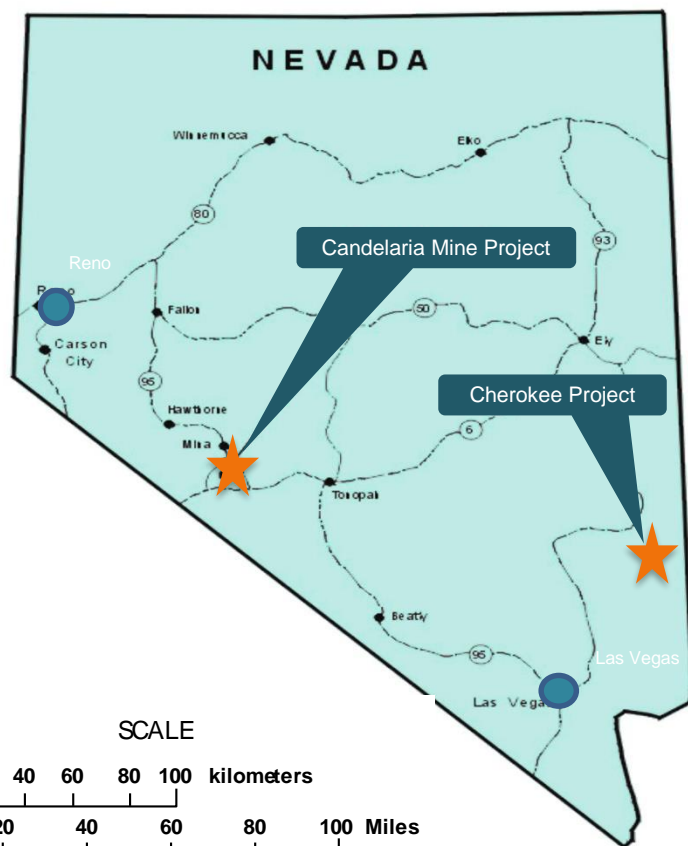 NEVADA
Winnemucca
Elko
80
93
Candelaria Mine Project
Reno
Reno
Fallon
50
Carson
City
Ely
95
Cherokee Project
Hawthorne
6
Mina
Tonopah
Beatty
95
Las Vegas
Las Vegas
SCALE
40 60 80 100 kilometers
20 40 60 80 100 Miles